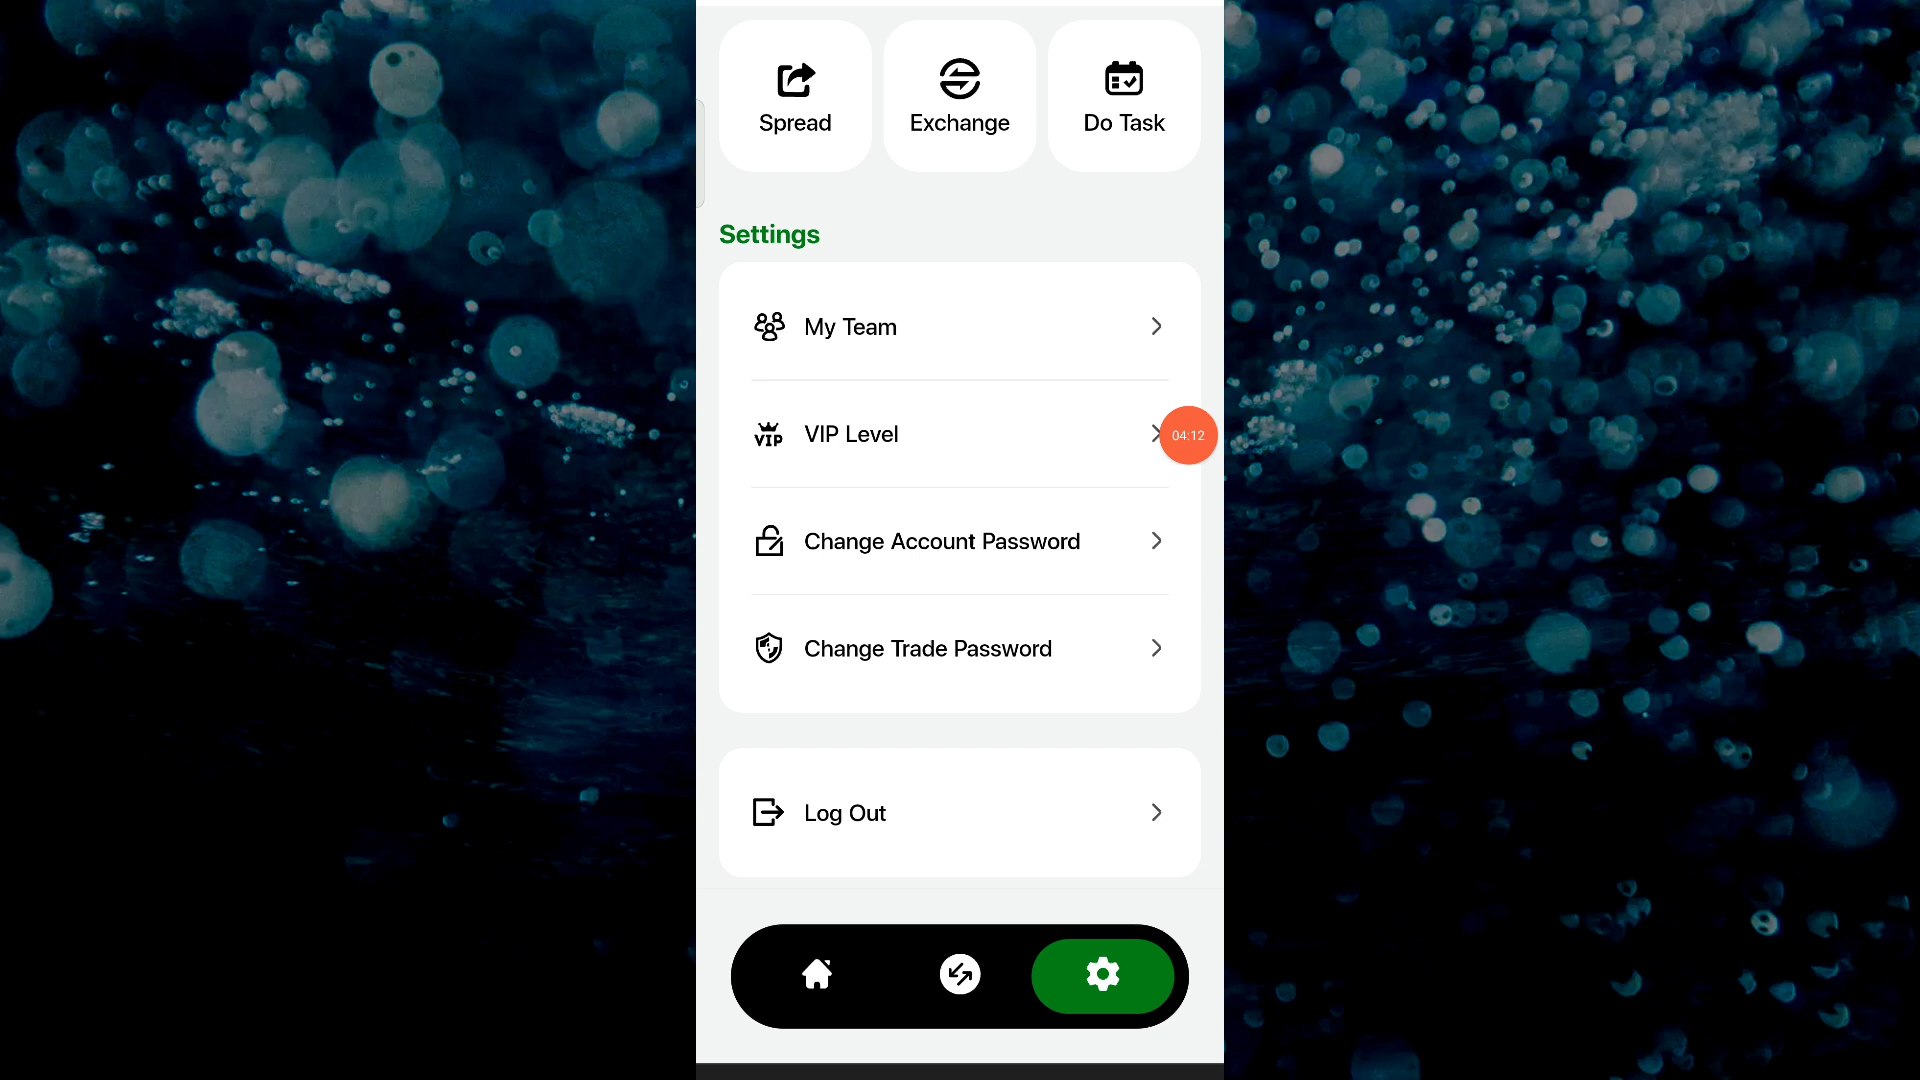 Spread
Exchange
Do Task
Settings
My Team
VIP
VIP Level
04:12
Change Account Password
Change Trade Password
Log Out